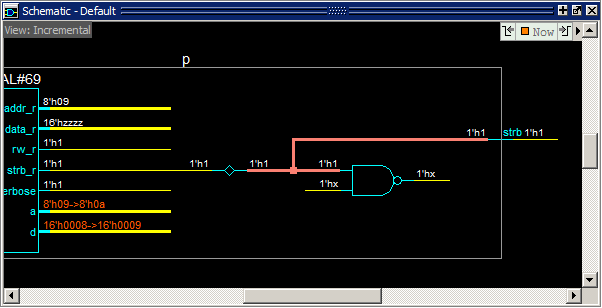 Schematic - Default
View: Incremental
Now
p
AL#69
addr_r 8'h09
data_r 16'hzzzz
rw_r 1'h1
strb_r 1'h1 1'h1 1'h1 1'h1 1'h1 strb 1'h1
1'hx 1'hx
erbose 1'h1
a 8'h09->8'h0a
d 16'h0008->16'h0009